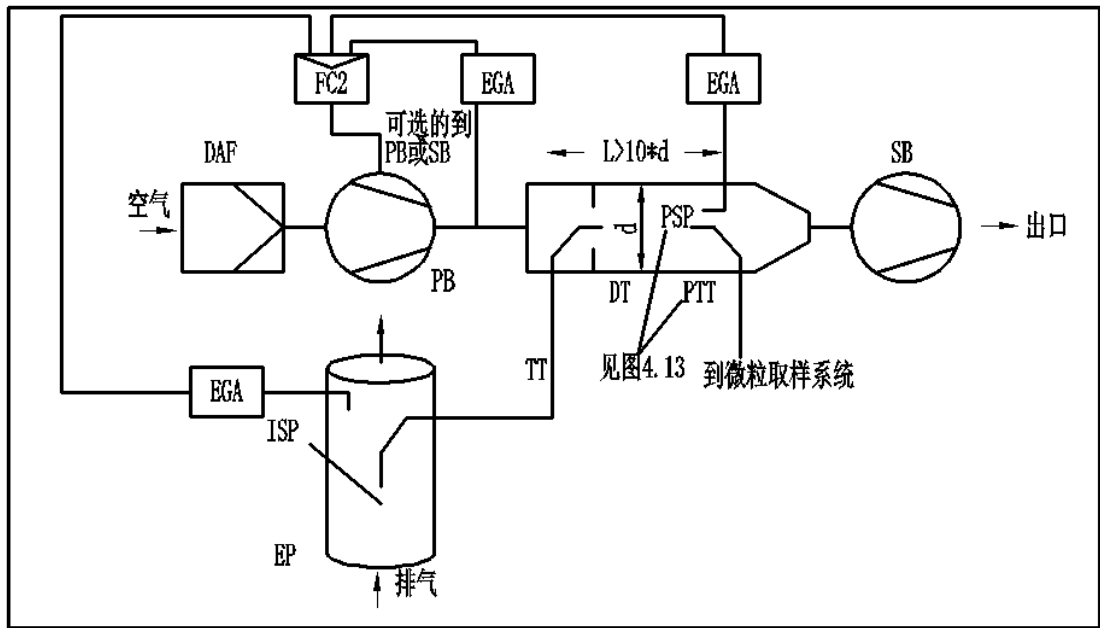 FC2
EGA
EGA
可选的到
PB或SB
DAF
L>10*d
SB
空气
PSP
d
出口
PB
DT
PTT
TT
见图4.13
到微粒取样系统
EGA
ISP
EP
排气